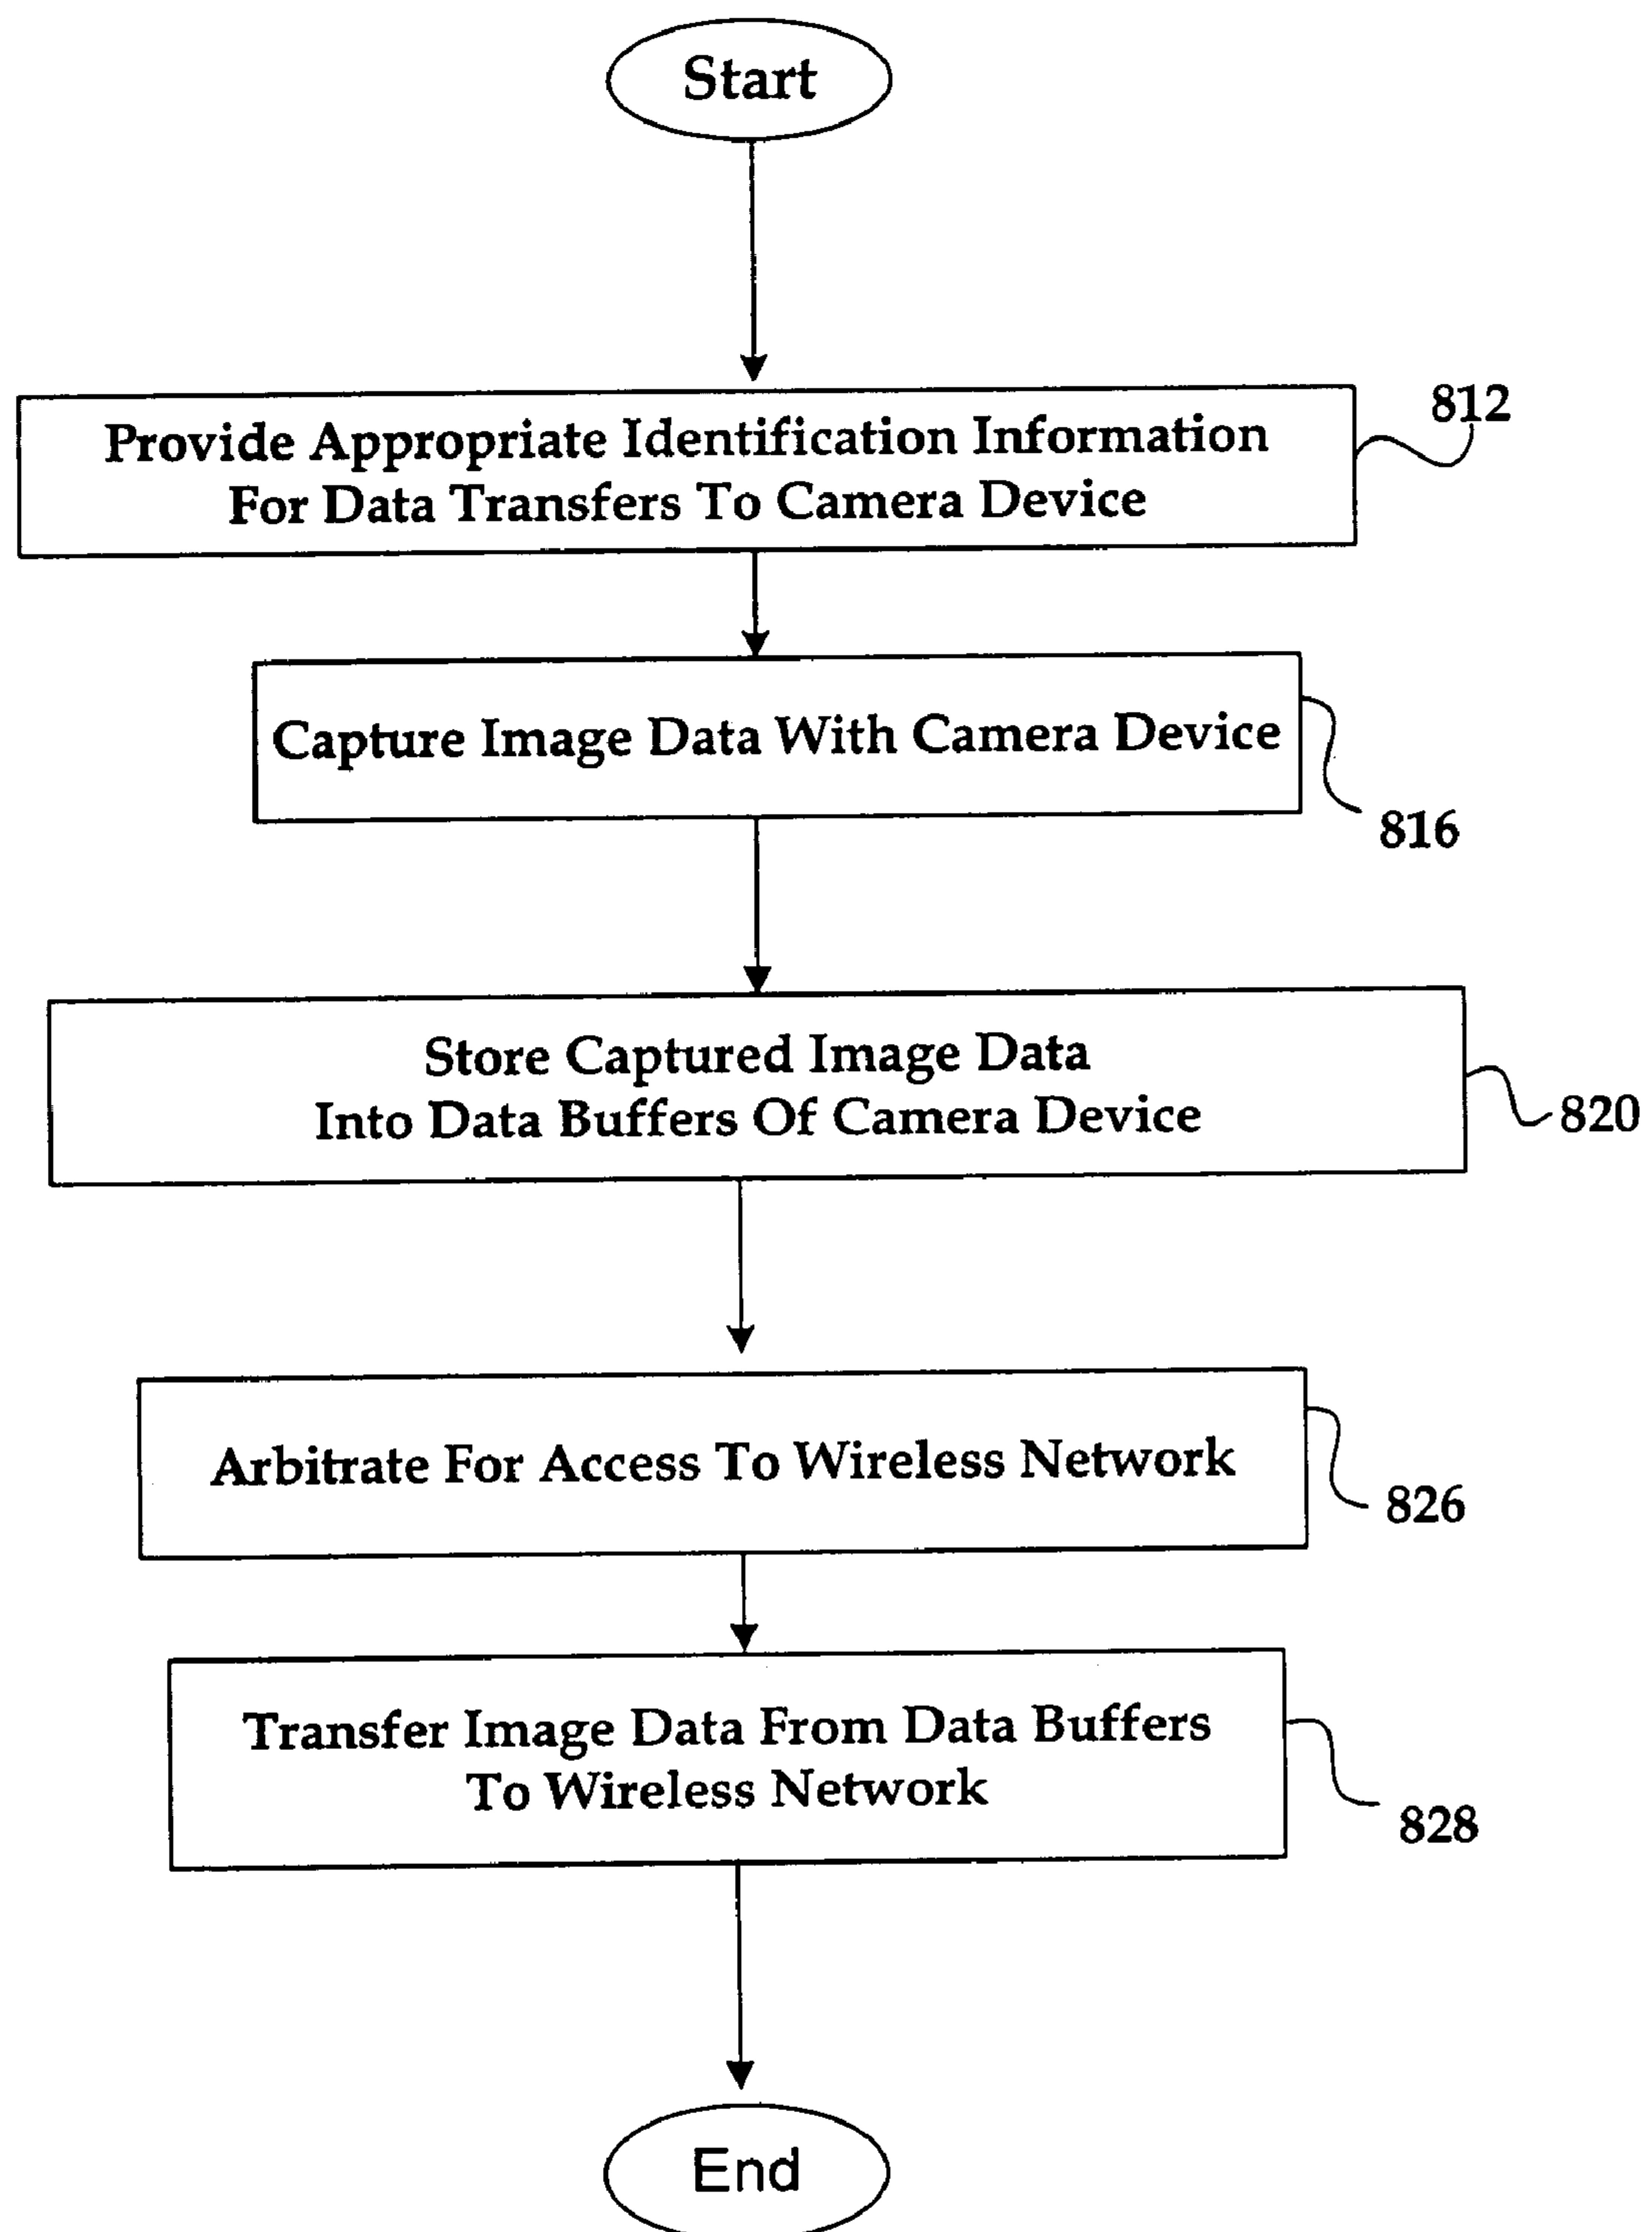 Start
812
Provide Appropriate Identification Information
For Data Transfers To Camera Device
Capture Image Data With Camera Device
816
Store Captured Image Data
Into Data Buffers Of Camera Device
820
Arbitrate For Access To Wireless Network
826
Transfer Image Data From Data Buffers
To Wireless Network
828
End